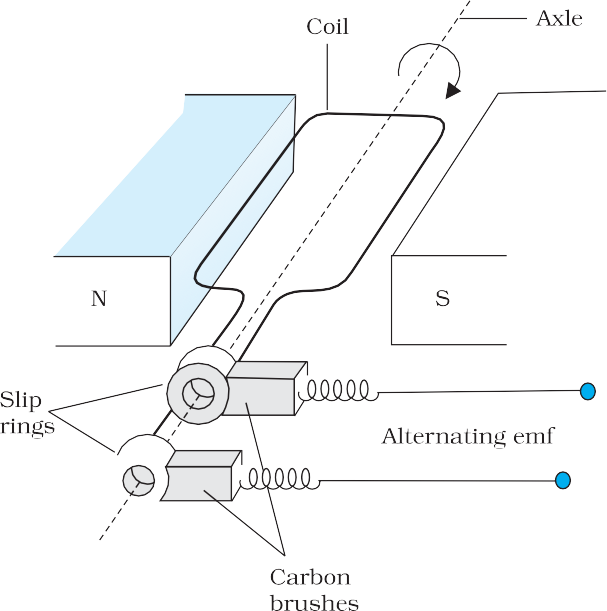 Axle
Coil
N
S
Slip
rings
Alternating emf
Carbon
brushes